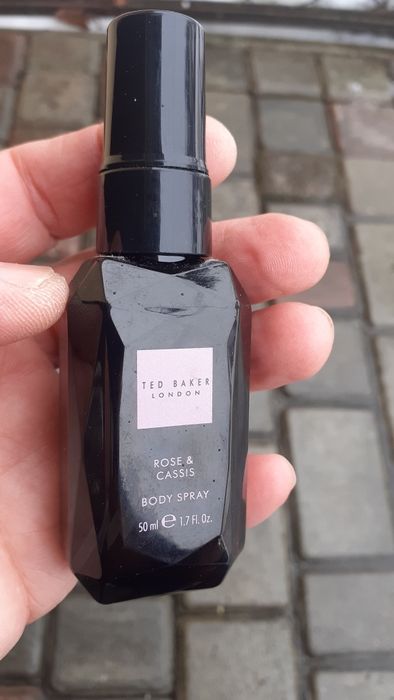 TED BAKER
LONDON
ROSE &
CASSIS
BODY SPRAY
50 ml ℮ 1.7 Fl. Oz.